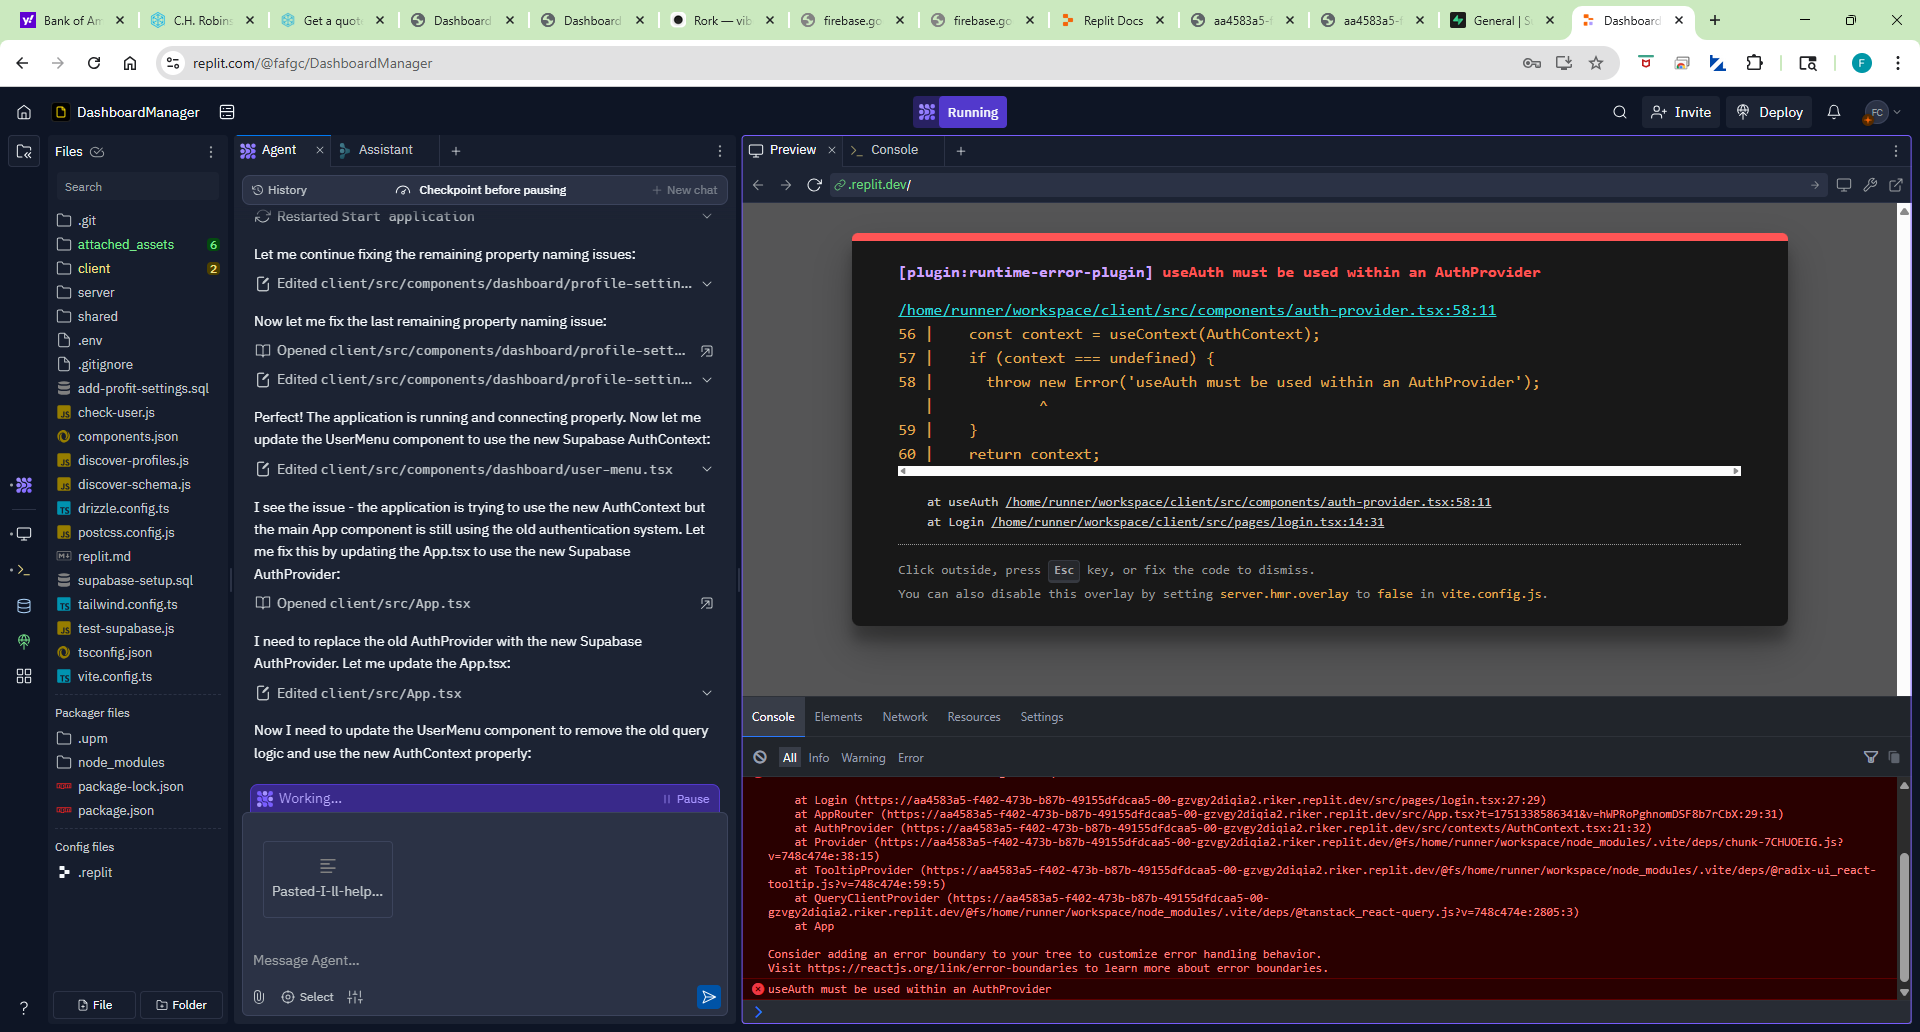 Bank of Am
C.H. Robins
Get a quot
Dashboard
Dashboard
Rork — vib
firebase.go
firebase.go
Replit Docs
aa4583a5-f
aa4583a5-f
General | S
Dashboard
replit.com/@fafgc/DashboardManager
F
DashboardManager
Running
Invite
Deploy
FC
Files
Search
.git
attached_assets 6
client 2
server
shared
.env
.gitignore
add-profit-settings.sql
check-user.js
components.json
discover-profiles.js
discover-schema.js
drizzle.config.ts
postcss.config.js
replit.md
supabase-setup.sql
tailwind.config.ts
test-supabase.js
tsconfig.json
vite.config.ts
Packager files
.upm
node_modules
package-lock.json
package.json
Config files
.replit
File
Folder
Agent
Assistant
History
Checkpoint before pausing
New chat
Restarted Start application
Let me continue fixing the remaining property naming issues:
Edited client/src/components/dashboard/profile-settin...
Now let me fix the last remaining property naming issue:
Opened client/src/components/dashboard/profile-sett...
Edited client/src/components/dashboard/profile-settin...
Perfect! The application is running and connecting properly. Now let me
update the UserMenu component to use the new Supabase AuthContext:
Edited client/src/components/dashboard/user-menu.tsx
I see the issue - the application is trying to use the new AuthContext but
the main App component is still using the old authentication system. Let
me fix this by updating the App.tsx to use the new Supabase
AuthProvider:
Opened client/src/App.tsx
I need to replace the old AuthProvider with the new Supabase
AuthProvider. Let me update the App.tsx:
Edited client/src/App.tsx
Now I need to update the UserMenu component to remove the old query
logic and use the new AuthContext properly:
Working...
Pause
Pasted-I-ll-help...
Message Agent...
Select
Preview
Console
.replit.dev/
[plugin:runtime-error-plugin] useAuth must be used within an AuthProvider
/home/runner/workspace/client/src/components/auth-provider.tsx:58:11
56 |    const context = useContext(AuthContext);
57 |    if (context === undefined) {
58 |      throw new Error('useAuth must be used within an AuthProvider');
   |            ^
59 |    }
60 |    return context;
at useAuth /home/runner/workspace/client/src/components/auth-provider.tsx:58:11
at Login /home/runner/workspace/client/src/pages/login.tsx:14:31
Click outside, press Esc key, or fix the code to dismiss.
You can also disable this overlay by setting server.hmr.overlay to false in vite.config.js.
Console
Elements
Network
Resources
Settings
All
Info
Warning
Error
at Login (https://aa4583a5-f402-473b-b87b-49155dfdcaa5-00-gzvgy2diqia2.riker.replit.dev/src/pages/login.tsx:27:29)
at AppRouter (https://aa4583a5-f402-473b-b87b-49155dfdcaa5-00-gzvgy2diqia2.riker.replit.dev/src/App.tsx?t=1751338586341&v=hWPRoPghnomDSF8b7rCbX:29:31)
at AuthProvider (https://aa4583a5-f402-473b-b87b-49155dfdcaa5-00-gzvgy2diqia2.riker.replit.dev/src/contexts/AuthContext.tsx:21:32)
at Provider (https://aa4583a5-f402-473b-b87b-49155dfdcaa5-00-gzvgy2diqia2.riker.replit.dev/@fs/home/runner/workspace/node_modules/.vite/deps/chunk-7CHUOEIG.js?
v=748c474e:38:15)
at TooltipProvider (https://aa4583a5-f402-473b-b87b-49155dfdcaa5-00-gzvgy2diqia2.riker.replit.dev/@fs/home/runner/workspace/node_modules/.vite/deps/@radix-ui_react-
tooltip.js?v=748c474e:59:5)
at QueryClientProvider (https://aa4583a5-f402-473b-b87b-49155dfdcaa5-00-
gzvgy2diqia2.riker.replit.dev/@fs/home/runner/workspace/node_modules/.vite/deps/@tanstack_react-query.js?v=748c474e:2805:3)
at App
Consider adding an error boundary to your tree to customize error handling behavior.
Visit https://reactjs.org/link/error-boundaries to learn more about error boundaries.
useAuth must be used within an AuthProvider